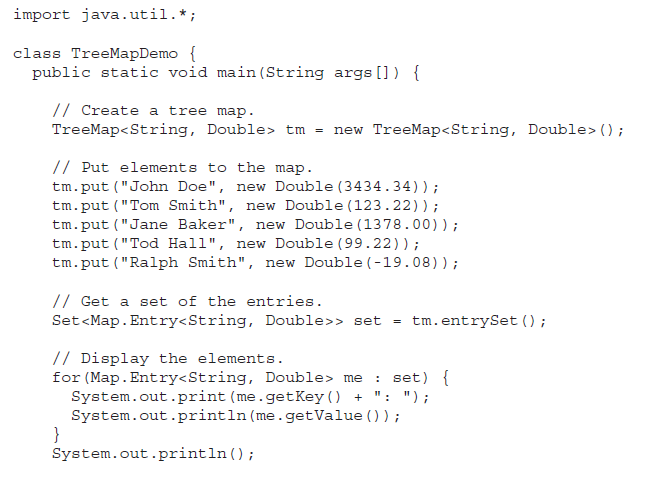 import java.util.*;
class TreeMapDemo {
public static void main(String args[]) {
// Create a tree map.
TreeMap<String, Double> tm = new TreeMap<String, Double>();
// Put elements to the map.
tm.put("John Doe", new Double(3434.34));
tm.put("Tom Smith", new Double(123.22));
tm.put("Jane Baker", new Double(1378.00));
tm.put("Tod Hall", new Double(99.22));
tm.put("Ralph Smith", new Double(-19.08));
// Get a set of the entries.
Set<Map.Entry<String, Double>> set = tm.entrySet();
// Display the elements.
for(Map.Entry<String, Double> me : set) {
System.out.print(me.getKey() + ": ");
System.out.println(me.getValue());
}
System.out.println();